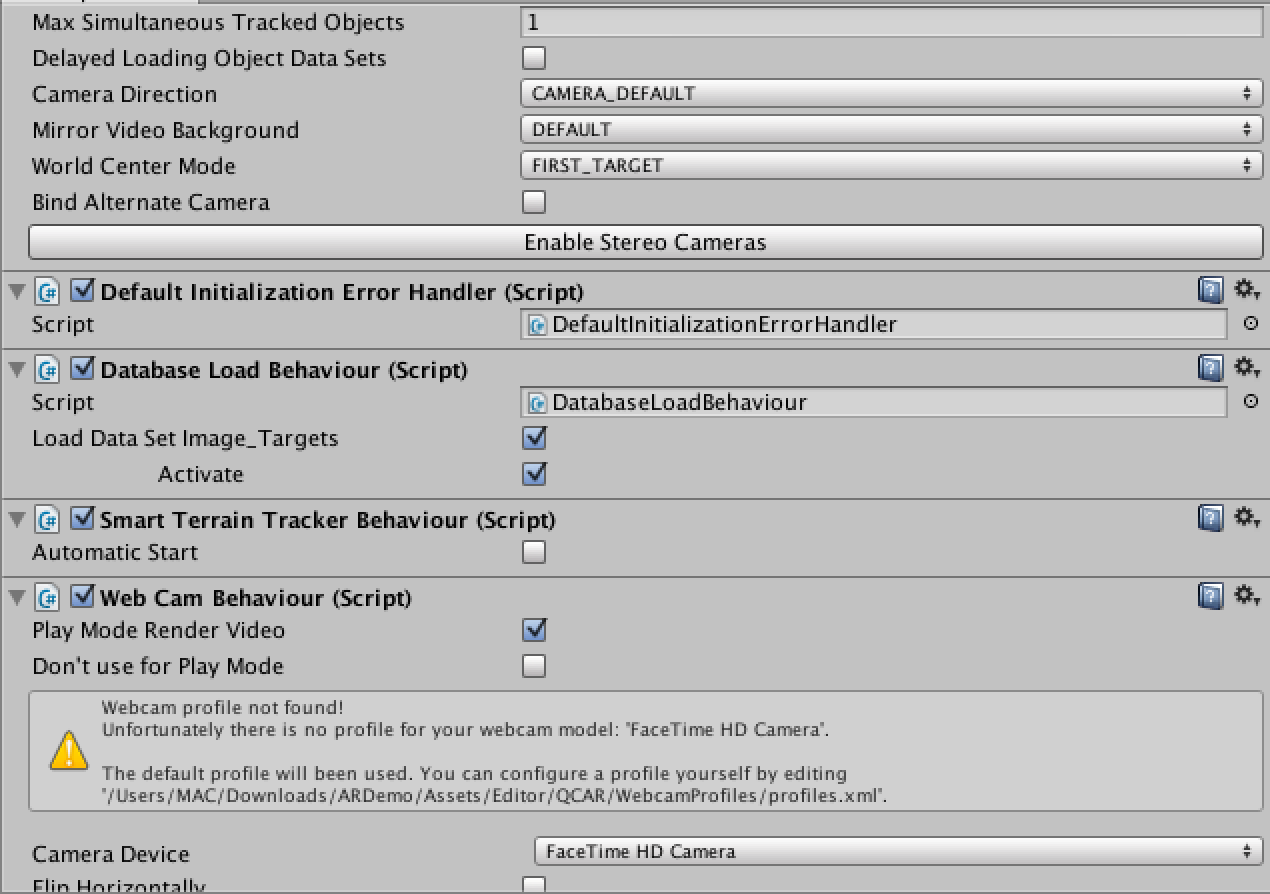 Max Simultaneous Tracked Objects 1
Delayed Loading Object Data Sets
Camera Direction CAMERA_DEFAULT
Mirror Video Background DEFAULT
World Center Mode FIRST_TARGET
Bind Alternate Camera
Enable Stereo Cameras
Default Initialization Error Handler (Script)
Script DefaultInitializationErrorHandler
Database Load Behaviour (Script)
Script DatabaseLoadBehaviour
Load Data Set Image_Targets
Activate
Smart Terrain Tracker Behaviour (Script)
Automatic Start
Web Cam Behaviour (Script)
Play Mode Render Video
Don't use for Play Mode
Webcam profile not found!
Unfortunately there is no profile for your webcam model: 'FaceTime HD Camera'.
The default profile will been used. You can configure a profile yourself by editing
'/Users/MAC/Downloads/ARDemo/Assets/Editor/QCAR/WebcamProfiles/profiles.xml'.
Camera Device FaceTime HD Camera
Flip Horizontally